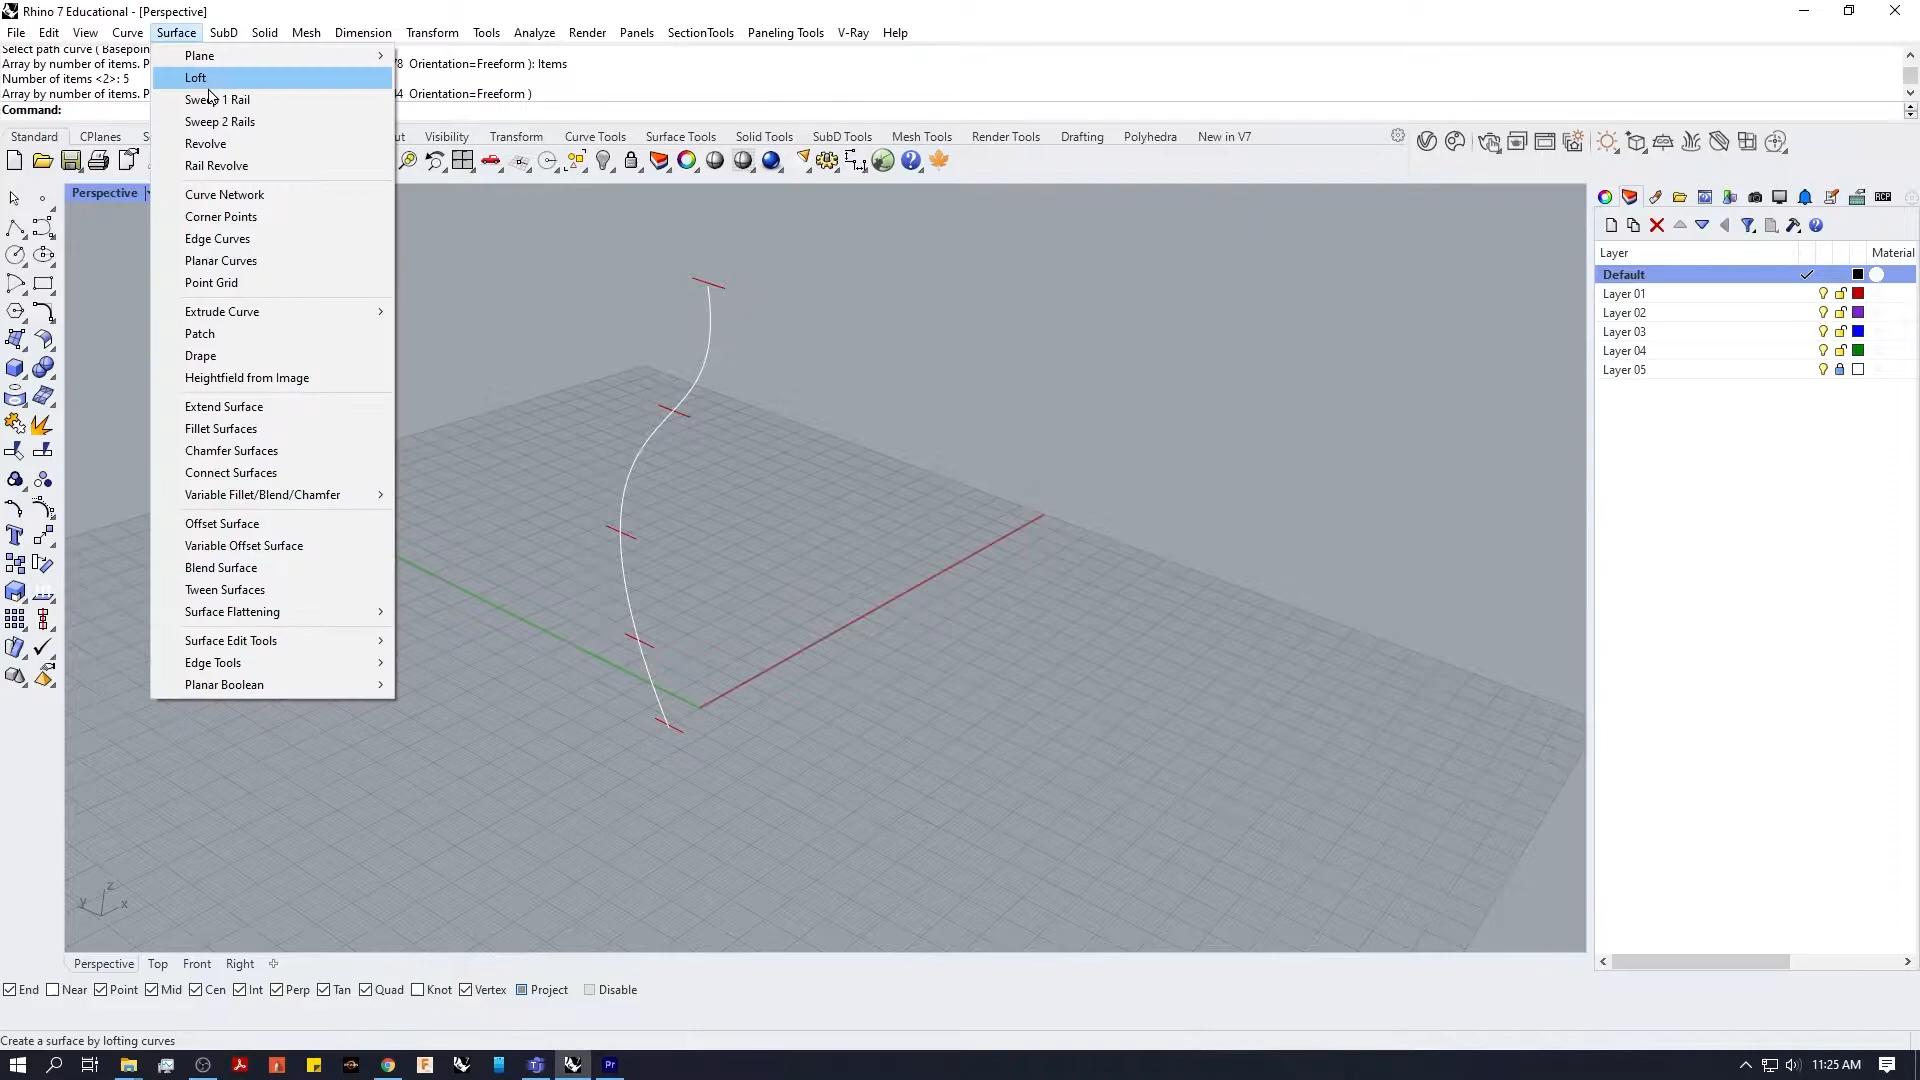 Rhino 7 Educational - [Perspective]
File Edit View Curve Surface SubD Solid Mesh Dimension Transform Tools Analyze Render Panels SectionTools Paneling Tools V-Ray Help
Select path curve ( Basepoin
Array by number of items. P 78 Orientation=Freeform ): Items
Number of items <2>: 5
Array by number of items. P 44 Orientation=Freeform )
Command:
Standard CPlanes S ut Visibility Transform Curve Tools Surface Tools Solid Tools SubD Tools Mesh Tools Render Tools Drafting Polyhedra New in V7
Perspective
Plane
Loft
Sweep 1 Rail
Sweep 2 Rails
Revolve
Rail Revolve
Curve Network
Corner Points
Edge Curves
Planar Curves
Point Grid
Extrude Curve
Patch
Drape
Heightfield from Image
Extend Surface
Fillet Surfaces
Chamfer Surfaces
Connect Surfaces
Variable Fillet/Blend/Chamfer
Offset Surface
Variable Offset Surface
Blend Surface
Tween Surfaces
Surface Flattening
Surface Edit Tools
Edge Tools
Planar Boolean
RCP
Layer Material
Default
Layer 01
Layer 02
Layer 03
Layer 04
Layer 05
z
y x
Perspective Top Front Right
End Near Point Mid Cen Int Perp Tan Quad Knot Vertex Project Disable
Create a surface by lofting curves
Pr 11:25 AM